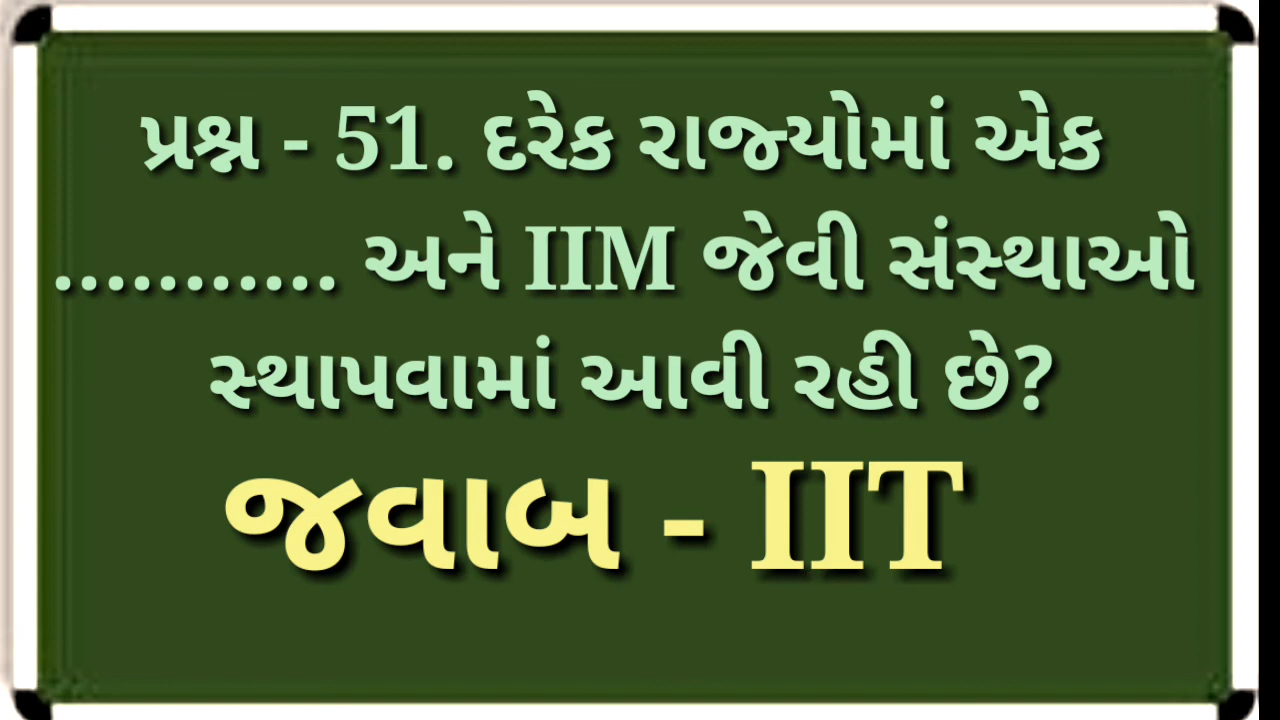 પ્રશ્ન - 51. દરેક રાજ્યોમાં એક
........... અને IIM જેવી સંસ્થાઓ
સ્થાપવામાં આવી રહી છે?
જવાબ - IIT